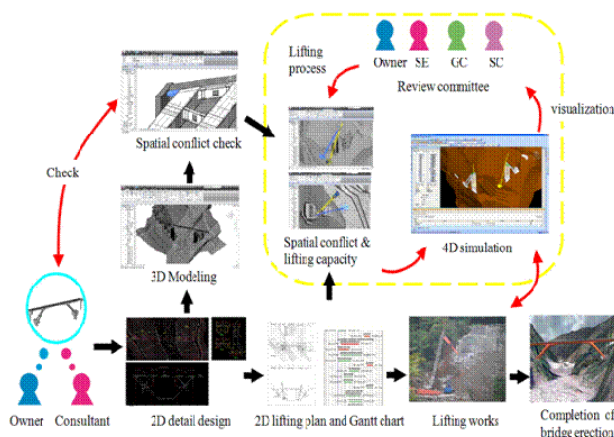 Lifting
process
Owner SE GC SC
Review committee
visualization
Spatial conflict check
Check
3D Modeling
Spatial conflict &
lifting capacity
4D simulation
Owner Consultant
2D detail design
2D lifting plan and Gantt chart
Lifting works
Completion of
bridge erection